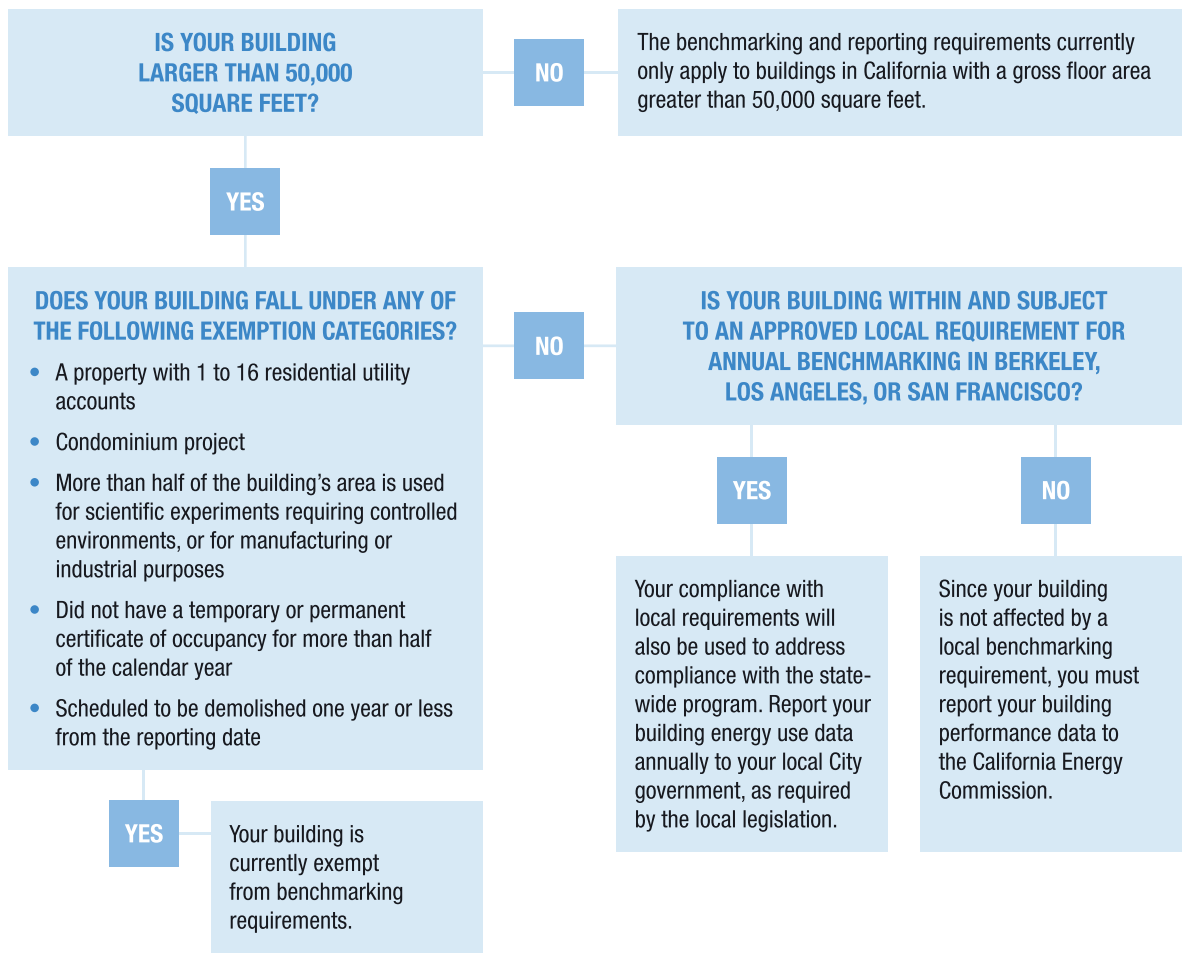 IS YOUR BUILDING
LARGER THAN 50,000
SQUARE FEET?
NO
The benchmarking and reporting requirements currently
only apply to buildings in California with a gross floor area
greater than 50,000 square feet.
YES
DOES YOUR BUILDING FALL UNDER ANY OF
THE FOLLOWING EXEMPTION CATEGORIES?
• A property with 1 to 16 residential utility
accounts
• Condominium project
• More than half of the building’s area is used
for scientific experiments requiring controlled
environments, or for manufacturing or
industrial purposes
• Did not have a temporary or permanent
certificate of occupancy for more than half
of the calendar year
• Scheduled to be demolished one year or less
from the reporting date
NO
IS YOUR BUILDING WITHIN AND SUBJECT
TO AN APPROVED LOCAL REQUIREMENT FOR
ANNUAL BENCHMARKING IN BERKELEY,
LOS ANGELES, OR SAN FRANCISCO?
YES
Your compliance with
local requirements will
also be used to address
compliance with the state-
wide program. Report your
building energy use data
annually to your local City
government, as required
by the local legislation.
NO
Since your building
is not affected by a
local benchmarking
requirement, you must
report your building
performance data to
the California Energy
Commission.
YES
Your building is
currently exempt
from benchmarking
requirements.